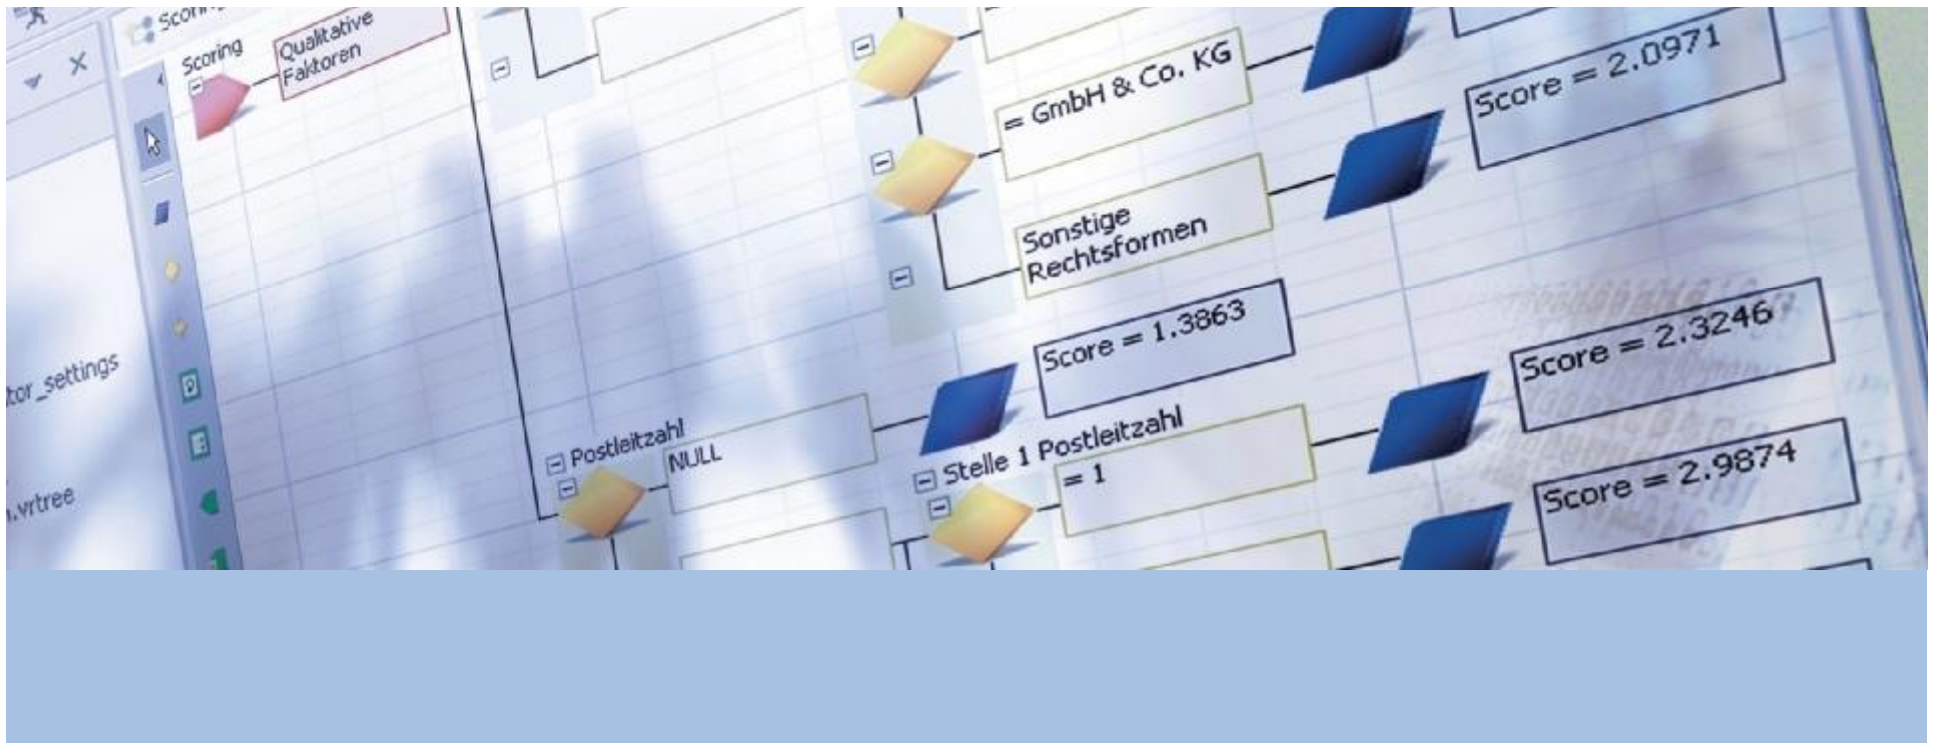 Scoring
Qualitative
Faktoren
= GmbH & Co. KG
Score = 2.0971
Sonstige
Rechtsformen
Score = 1.3863
Score = 2.3246
tor_settings
Postleitzahl
NULL
Stelle 1 Postleitzahl
= 1
Score = 2.9874
.vrtree